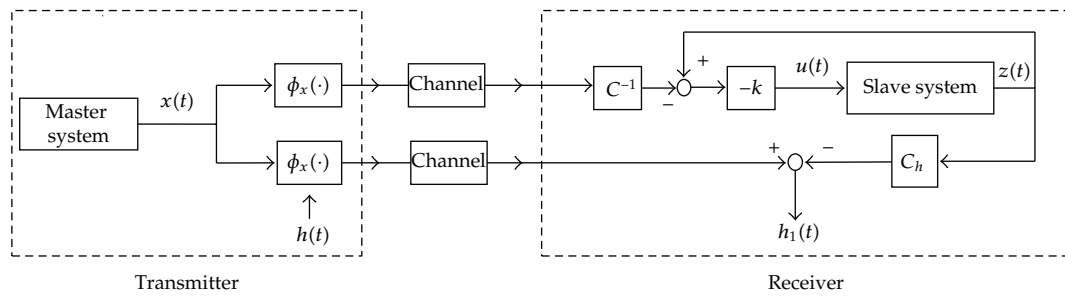 Master
system
x(t)
ϕx(·)
Channel
C−1
+
−
−k
u(t)
Slave system
z(t)
ϕx(·)
Channel
+
−
Ch
h(t)
h1(t)
Transmitter
Receiver